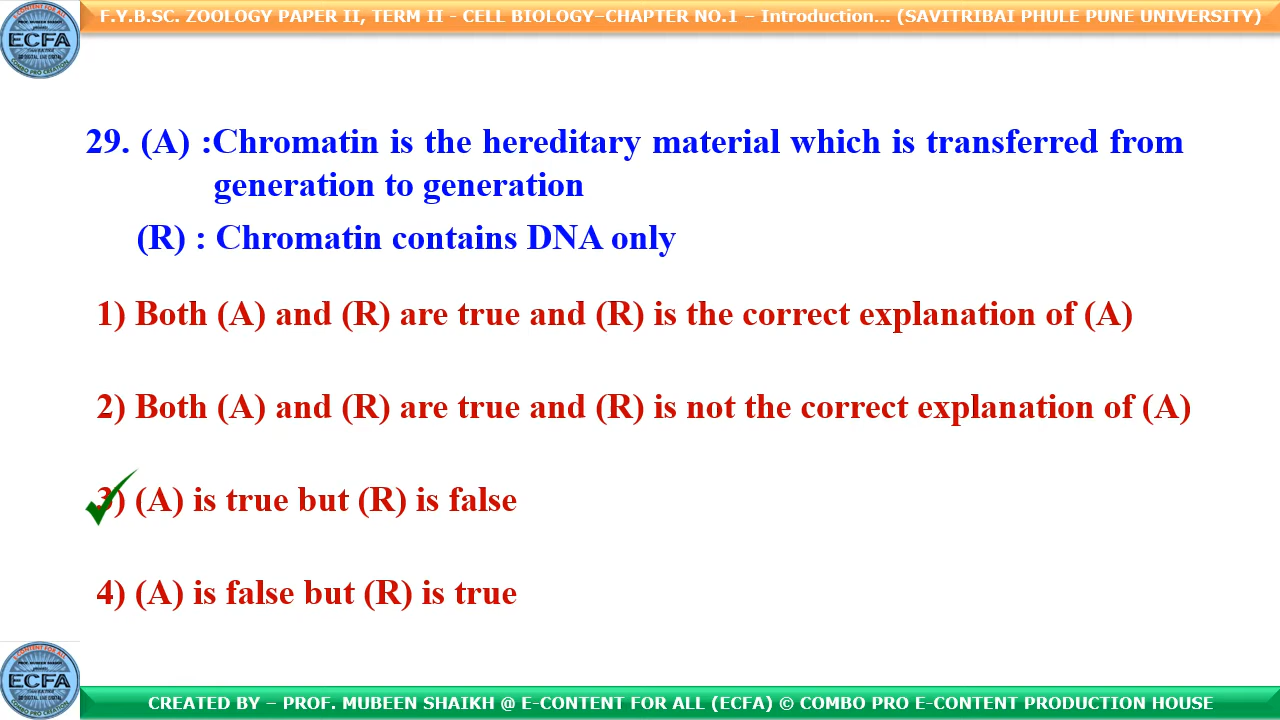 F.Y.B.SC. ZOOLOGY PAPER II, TERM II - CELL BIOLOGY–CHAPTER NO.1 – Introduction... (SAVITRIBAI PHULE PUNE UNIVERSITY)
ECFA
29. (A) :Chromatin is the hereditary material which is transferred from
generation to generation
(R) : Chromatin contains DNA only
1) Both (A) and (R) are true and (R) is the correct explanation of (A)
2) Both (A) and (R) are true and (R) is not the correct explanation of (A)
3) (A) is true but (R) is false
4) (A) is false but (R) is true
ECFA
CREATED BY – PROF. MUBEEN SHAIKH @ E-CONTENT FOR ALL (ECFA) © COMBO PRO E-CONTENT PRODUCTION HOUSE